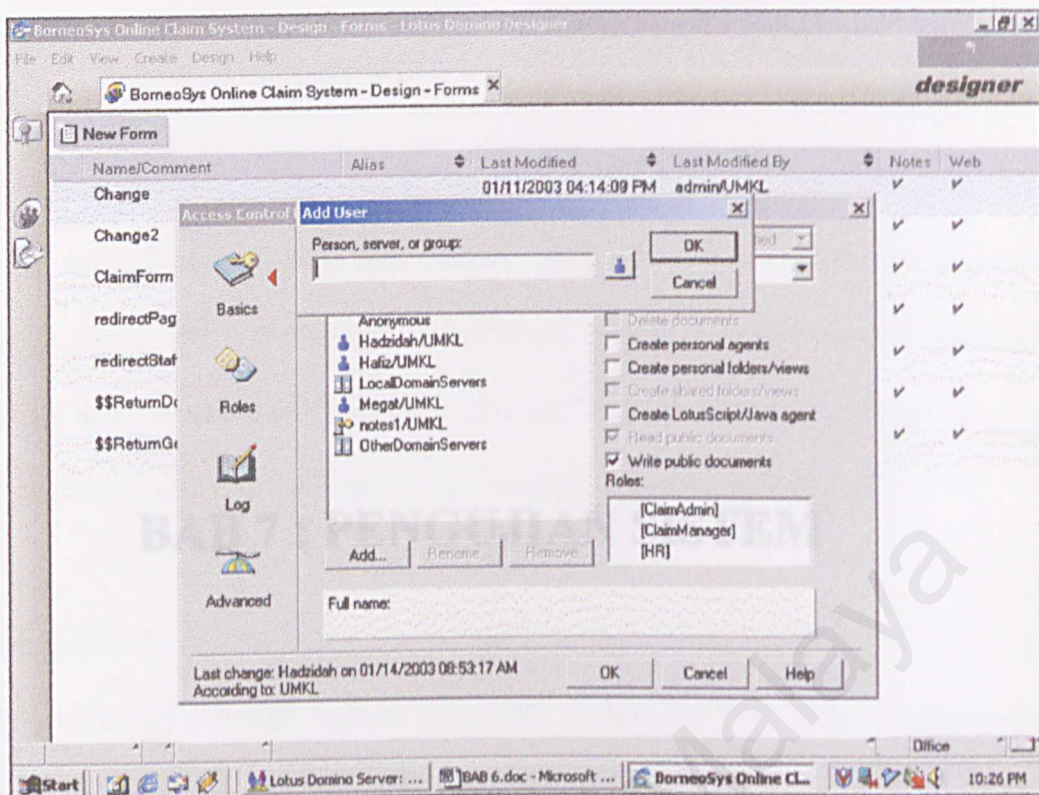 BorneoSys Online Claim System - Design - Forms - Lotus Domino Designer
File Edit View Create Design Help
BorneoSys Online Claim System - Design - Forms
designer
New Form
Name/Comment Alias Last Modified Last Modified By Notes Web
Change 01/11/2003 04:14:09 PM admin/UMKL
Access Control Add User
Change2
Person, server, or group:
OK
ClaimForm
Cancel
Basics
redirectPag
Anonymous
Delete documents
Hadzidah/UMKL
Create personal agents
redirectStaf
Hafiz/UMKL
Create personal folders/views
LocalDomainServers
Create shared folders/views
$$ReturnDo
Roles
Megat/UMKL
Create LotusScript/Java agent
notes1/UMKL
Read public documents
$$ReturnGe
OtherDomainServers
Write public documents
Roles:
Log
[ClaimAdmin]
[ClaimManager]
[HR]
BAB 7 : PENGUJIAN SISTEM
Add... Rename... Remove
Advanced
Full name:
Last change: Hadzidah on 01/14/2003 08:53:17 AM
According to: UMKL
OK Cancel Help
Malaya
Office
Start Lotus Domino Server: ... BAB 6.doc - Microsoft ... BorneoSys Online Cl... 10:26 PM